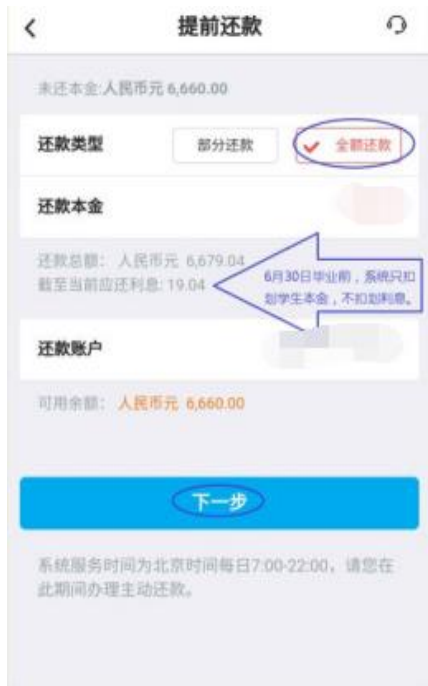 提前还款
未还本金:人民币元 6,660.00
还款类型 部分还款 全额还款
还款本金
还款总额： 人民币元 6,679.04
截至当前应还利息: 19.04
6月30日毕业前，系统只扣
划学生本金，不扣划利息。
还款账户
可用余额： 人民币元 6,660.00
下一步
系统服务时间为北京时间每日7:00-22:00，请您在
此期间办理主动还款。